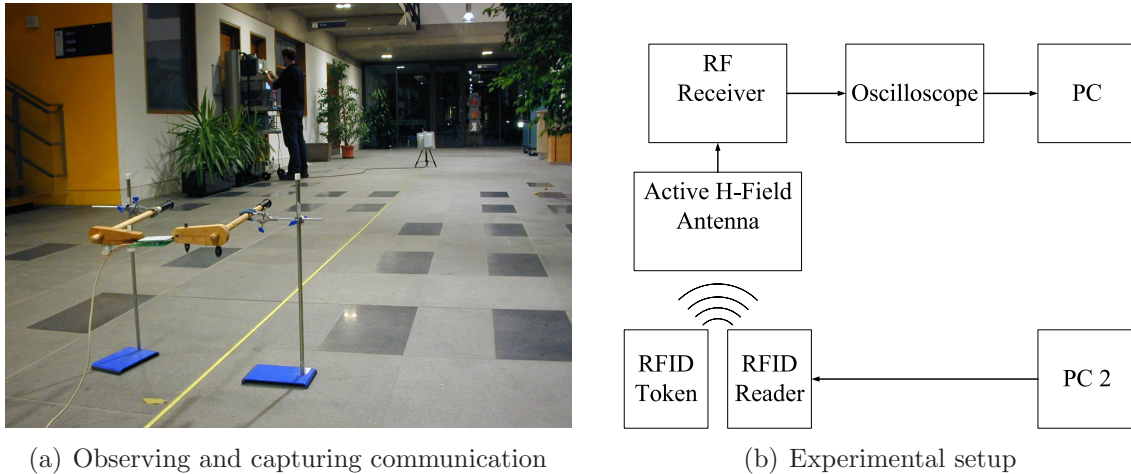 RF
Receiver
Oscilloscope
PC
Active H-Field
Antenna
RFID
Token
RFID
Reader
PC 2
(a) Observing and capturing communication
(b) Experimental setup